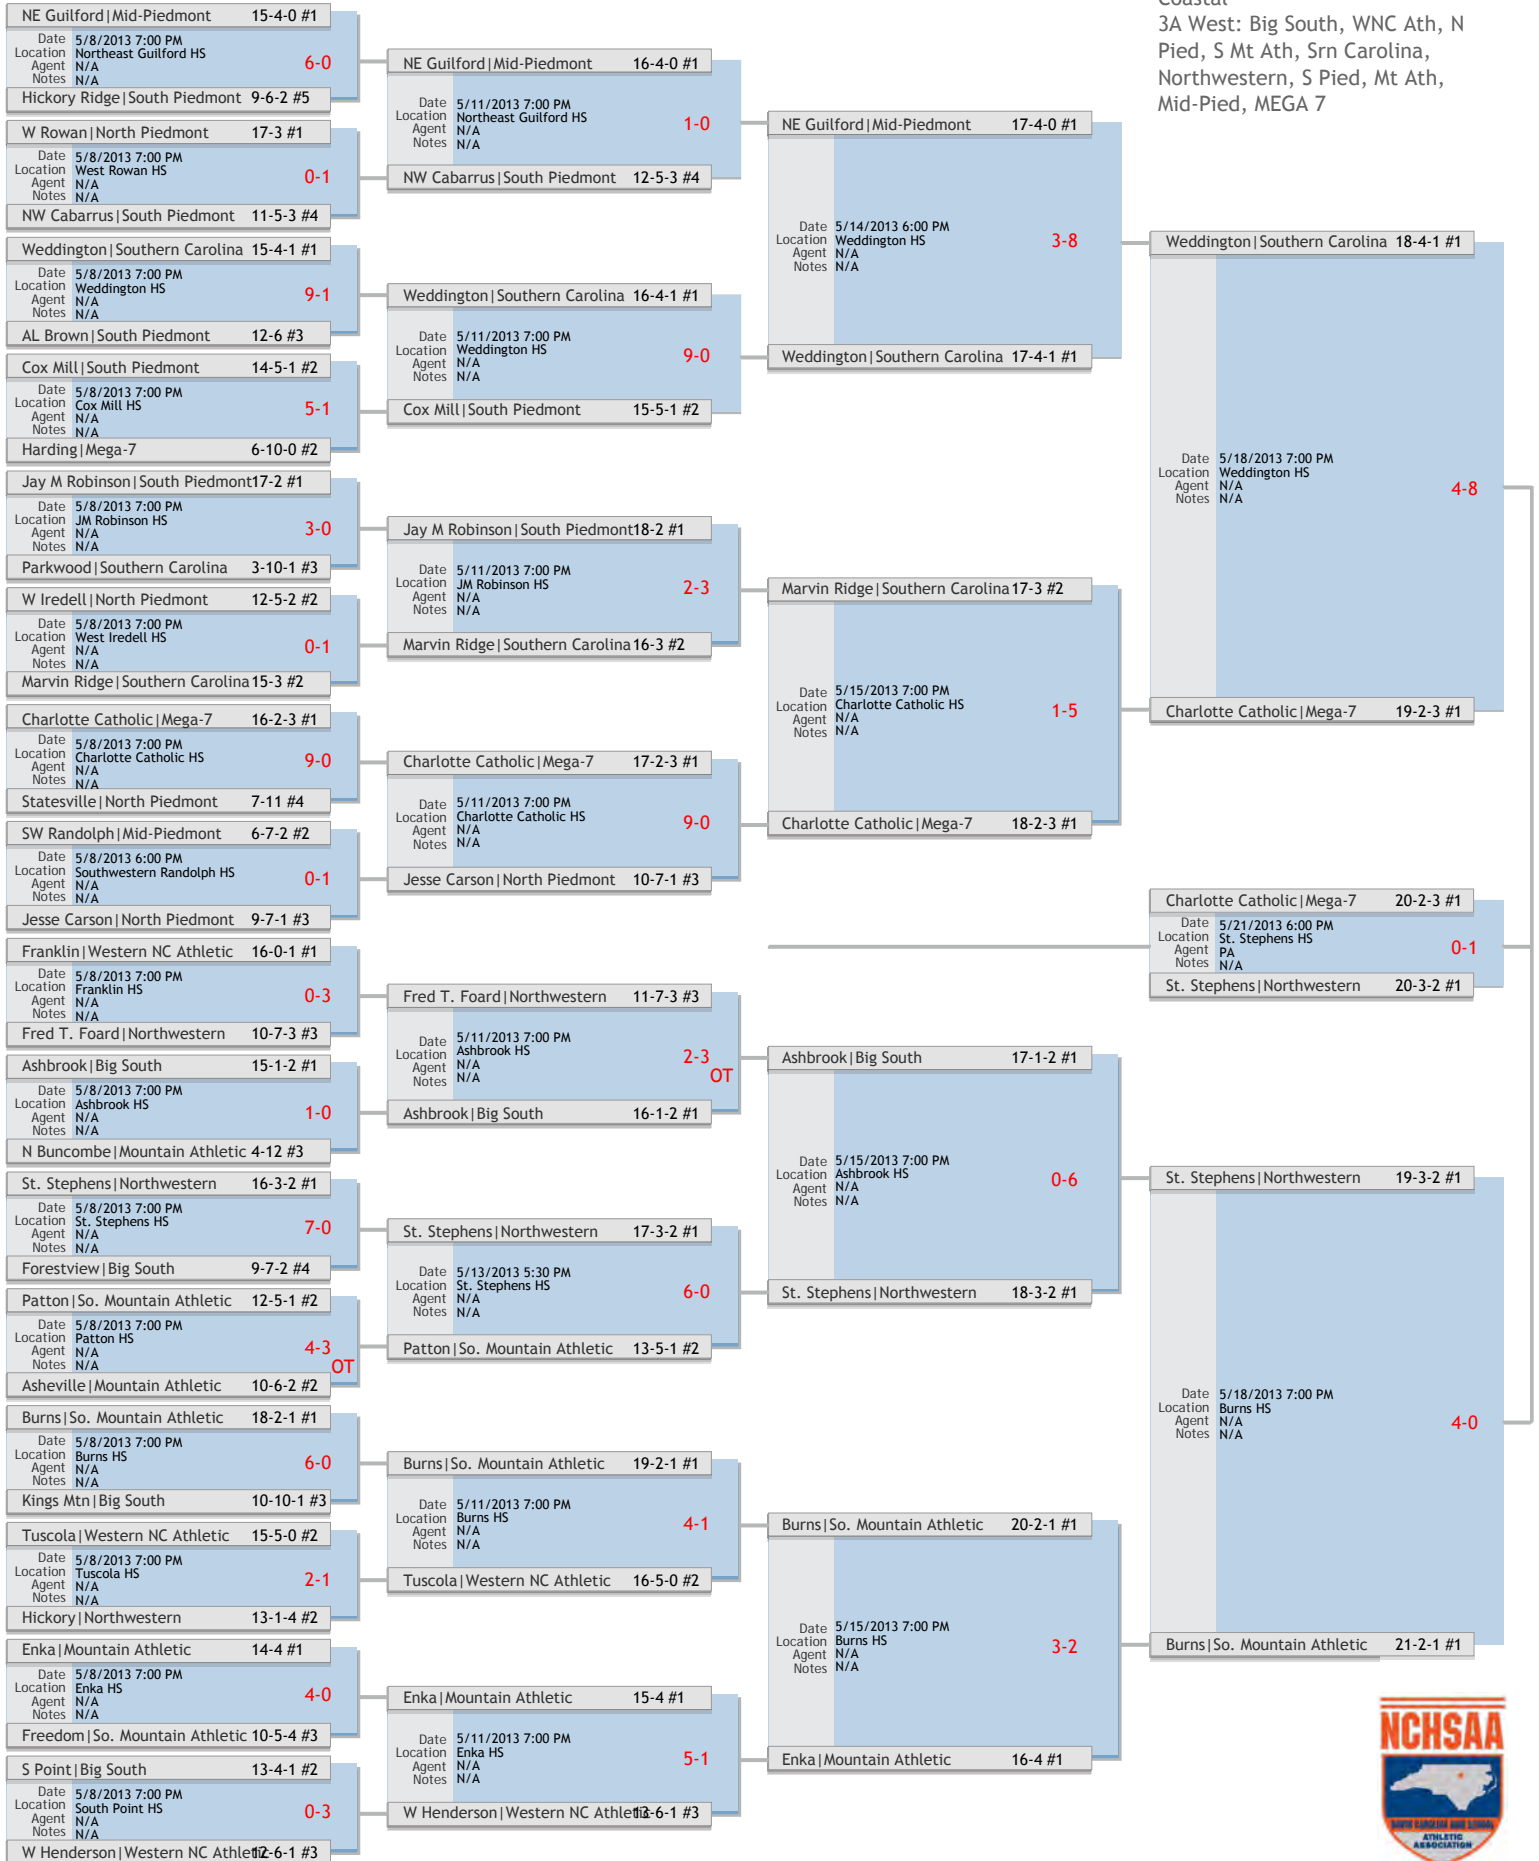 Coastal
3A West: Big South, WNC Ath, N
Pied, S Mt Ath, Srn Carolina,
Northwestern, S Pied, Mt Ath,
Mid-Pied, MEGA 7
NE Guilford|Mid-Piedmont 15-4-0 #1
Date 5/8/2013 7:00 PM
Location Northeast Guilford HS
Agent N/A
Notes N/A
6-0
Hickory Ridge|South Piedmont 9-6-2 #5
W Rowan|North Piedmont 17-3 #1
Date 5/8/2013 7:00 PM
Location West Rowan HS
Agent N/A
Notes N/A
0-1
NW Cabarrus|South Piedmont 11-5-3 #4
Weddington|Southern Carolina 15-4-1 #1
Date 5/8/2013 7:00 PM
Location Weddington HS
Agent N/A
Notes N/A
9-1
AL Brown|South Piedmont 12-6 #3
Cox Mill|South Piedmont 14-5-1 #2
Date 5/8/2013 7:00 PM
Location Cox Mill HS
Agent N/A
Notes N/A
5-1
Harding|Mega-7 6-10-0 #2
Jay M Robinson|South Piedmont 17-2 #1
Date 5/8/2013 7:00 PM
Location JM Robinson HS
Agent N/A
Notes N/A
3-0
Parkwood|Southern Carolina 3-10-1 #3
W Iredell|North Piedmont 12-5-2 #2
Date 5/8/2013 7:00 PM
Location West Iredell HS
Agent N/A
Notes N/A
0-1
Marvin Ridge|Southern Carolina 15-3 #2
Charlotte Catholic|Mega-7 16-2-3 #1
Date 5/8/2013 7:00 PM
Location Charlotte Catholic HS
Agent N/A
Notes N/A
9-0
Statesville|North Piedmont 7-11 #4
SW Randolph|Mid-Piedmont 6-7-2 #2
Date 5/8/2013 6:00 PM
Location Southwestern Randolph HS
Agent N/A
Notes N/A
0-1
Jesse Carson|North Piedmont 9-7-1 #3
Franklin|Western NC Athletic 16-0-1 #1
Date 5/8/2013 7:00 PM
Location Franklin HS
Agent N/A
Notes N/A
0-3
Fred T. Foard|Northwestern 10-7-3 #3
Ashbrook|Big South 15-1-2 #1
Date 5/8/2013 7:00 PM
Location Ashbrook HS
Agent N/A
Notes N/A
1-0
N Buncombe|Mountain Athletic 4-12 #3
St. Stephens|Northwestern 16-3-2 #1
Date 5/8/2013 7:00 PM
Location St. Stephens HS
Agent N/A
Notes N/A
7-0
Forestview|Big South 9-7-2 #4
Patton|So. Mountain Athletic 12-5-1 #2
Date 5/8/2013 7:00 PM
Location Patton HS
Agent N/A
Notes N/A
4-3
OT
Asheville|Mountain Athletic 10-6-2 #2
Burns|So. Mountain Athletic 18-2-1 #1
Date 5/8/2013 7:00 PM
Location Burns HS
Agent N/A
Notes N/A
6-0
Kings Mtn|Big South 10-10-1 #3
Tuscola|Western NC Athletic 15-5-0 #2
Date 5/8/2013 7:00 PM
Location Tuscola HS
Agent N/A
Notes N/A
2-1
Hickory|Northwestern 13-1-4 #2
Enka|Mountain Athletic 14-4 #1
Date 5/8/2013 7:00 PM
Location Enka HS
Agent N/A
Notes N/A
4-0
Freedom|So. Mountain Athletic 10-5-4 #3
S Point|Big South 13-4-1 #2
Date 5/8/2013 7:00 PM
Location South Point HS
Agent N/A
Notes N/A
0-3
W Henderson|Western NC Athletic 12-6-1 #3
NE Guilford|Mid-Piedmont 16-4-0 #1
Date 5/11/2013 7:00 PM
Location Northeast Guilford HS
Agent N/A
Notes N/A
1-0
NW Cabarrus|South Piedmont 12-5-3 #4
Weddington|Southern Carolina 16-4-1 #1
Date 5/11/2013 7:00 PM
Location Weddington HS
Agent N/A
Notes N/A
9-0
Cox Mill|South Piedmont 15-5-1 #2
Jay M Robinson|South Piedmont 18-2 #1
Date 5/11/2013 7:00 PM
Location JM Robinson HS
Agent N/A
Notes N/A
2-3
Marvin Ridge|Southern Carolina 16-3 #2
Charlotte Catholic|Mega-7 17-2-3 #1
Date 5/11/2013 7:00 PM
Location Charlotte Catholic HS
Agent N/A
Notes N/A
9-0
Jesse Carson|North Piedmont 10-7-1 #3
Fred T. Foard|Northwestern 11-7-3 #3
Date 5/11/2013 7:00 PM
Location Ashbrook HS
Agent N/A
Notes N/A
2-3
OT
Ashbrook|Big South 16-1-2 #1
St. Stephens|Northwestern 17-3-2 #1
Date 5/13/2013 5:30 PM
Location St. Stephens HS
Agent N/A
Notes N/A
6-0
Patton|So. Mountain Athletic 13-5-1 #2
Burns|So. Mountain Athletic 19-2-1 #1
Date 5/11/2013 7:00 PM
Location Burns HS
Agent N/A
Notes N/A
4-1
Tuscola|Western NC Athletic 16-5-0 #2
Enka|Mountain Athletic 15-4 #1
Date 5/11/2013 7:00 PM
Location Enka HS
Agent N/A
Notes N/A
5-1
W Henderson|Western NC Athletic 13-6-1 #3
NE Guilford|Mid-Piedmont 17-4-0 #1
Date 5/14/2013 6:00 PM
Location Weddington HS
Agent N/A
Notes N/A
3-8
Weddington|Southern Carolina 17-4-1 #1
Marvin Ridge|Southern Carolina 17-3 #2
Date 5/15/2013 7:00 PM
Location Charlotte Catholic HS
Agent N/A
Notes N/A
1-5
Charlotte Catholic|Mega-7 18-2-3 #1
Ashbrook|Big South 17-1-2 #1
Date 5/15/2013 7:00 PM
Location Ashbrook HS
Agent N/A
Notes N/A
0-6
St. Stephens|Northwestern 18-3-2 #1
Burns|So. Mountain Athletic 20-2-1 #1
Date 5/15/2013 7:00 PM
Location Burns HS
Agent N/A
Notes N/A
3-2
Enka|Mountain Athletic 16-4 #1
Weddington|Southern Carolina 18-4-1 #1
Date 5/18/2013 7:00 PM
Location Weddington HS
Agent N/A
Notes N/A
4-8
Charlotte Catholic|Mega-7 19-2-3 #1
Charlotte Catholic|Mega-7 20-2-3 #1
Date 5/21/2013 6:00 PM
Location St. Stephens HS
Agent PA
Notes N/A
0-1
St. Stephens|Northwestern 20-3-2 #1
St. Stephens|Northwestern 19-3-2 #1
Date 5/18/2013 7:00 PM
Location Burns HS
Agent N/A
Notes N/A
4-0
Burns|So. Mountain Athletic 21-2-1 #1
NCHSAA
NORTH CAROLINA HIGH SCHOOL
ATHLETIC
ASSOCIATION